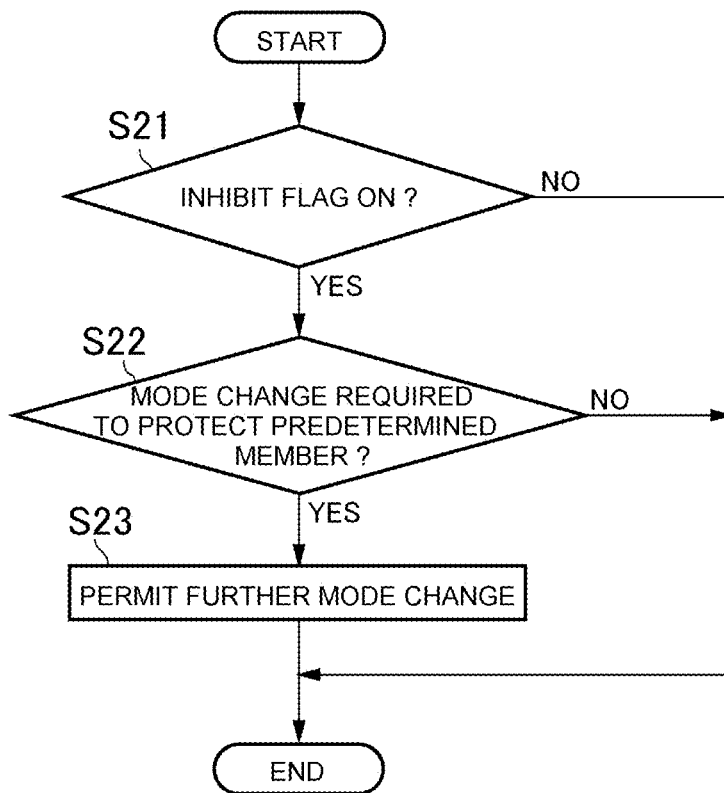 START
S21
INHIBIT FLAG ON ?
NO
YES
S22
MODE CHANGE REQUIRED
TO PROTECT PREDETERMINED
MEMBER ?
NO
YES
S23
PERMIT FURTHER MODE CHANGE
END